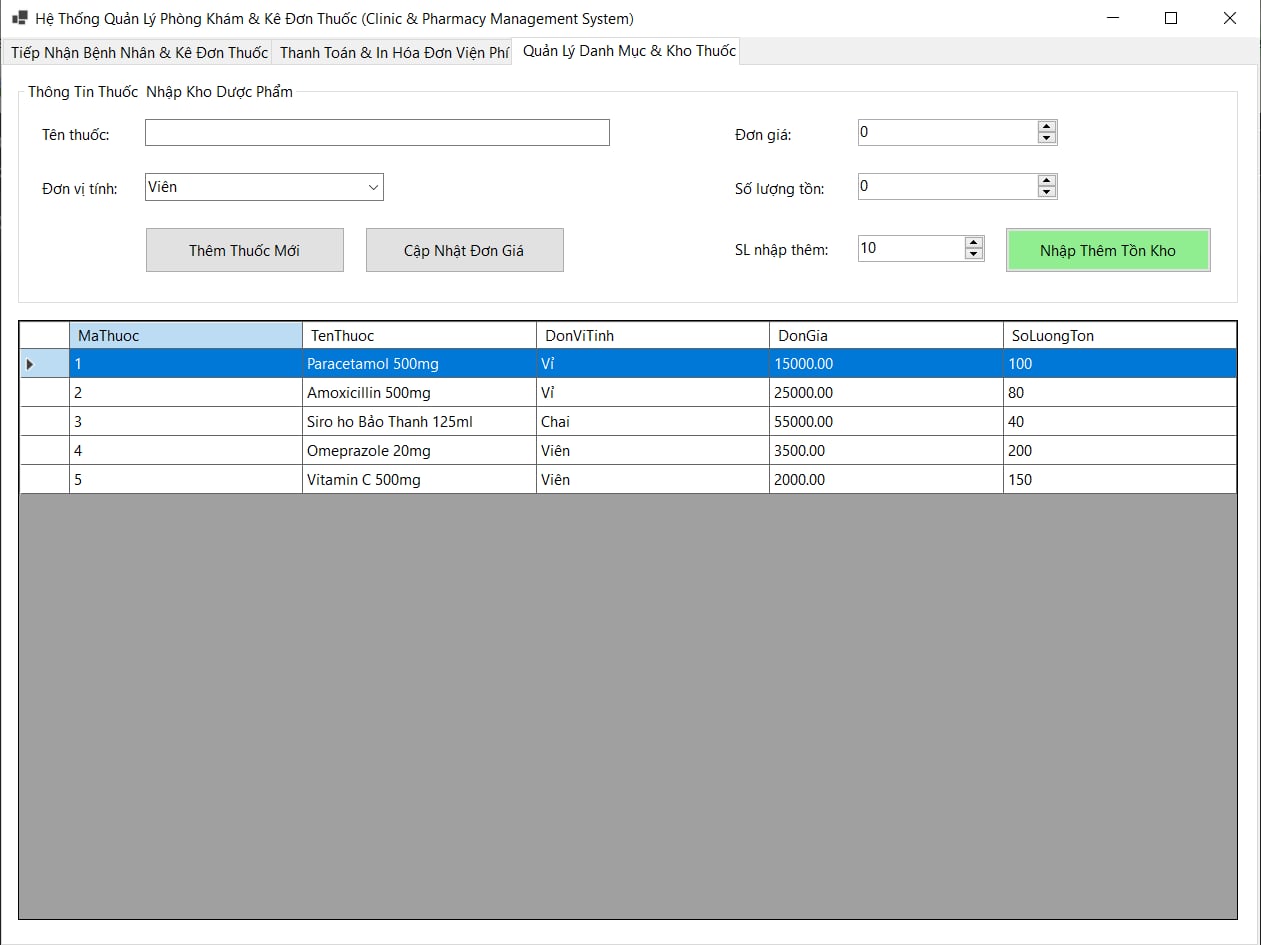 Hệ Thống Quản Lý Phòng Khám & Kê Đơn Thuốc (Clinic & Pharmacy Management System)
Tiếp Nhận Bệnh Nhân & Kê Đơn Thuốc Thanh Toán & In Hóa Đơn Viện Phí Quản Lý Danh Mục & Kho Thuốc
Thông Tin Thuốc Nhập Kho Dược Phẩm
Tên thuốc: Đơn giá: 0
Đơn vị tính: Viên Số lượng tồn: 0
Thêm Thuốc Mới Cập Nhật Đơn Giá SL nhập thêm: 10 Nhập Thêm Tồn Kho
MaThuoc TenThuoc DonViTinh DonGia SoLuongTon
1 Paracetamol 500mg Vỉ 15000.00 100
2 Amoxicillin 500mg Vỉ 25000.00 80
3 Siro ho Bảo Thanh 125ml Chai 55000.00 40
4 Omeprazole 20mg Viên 3500.00 200
5 Vitamin C 500mg Viên 2000.00 150